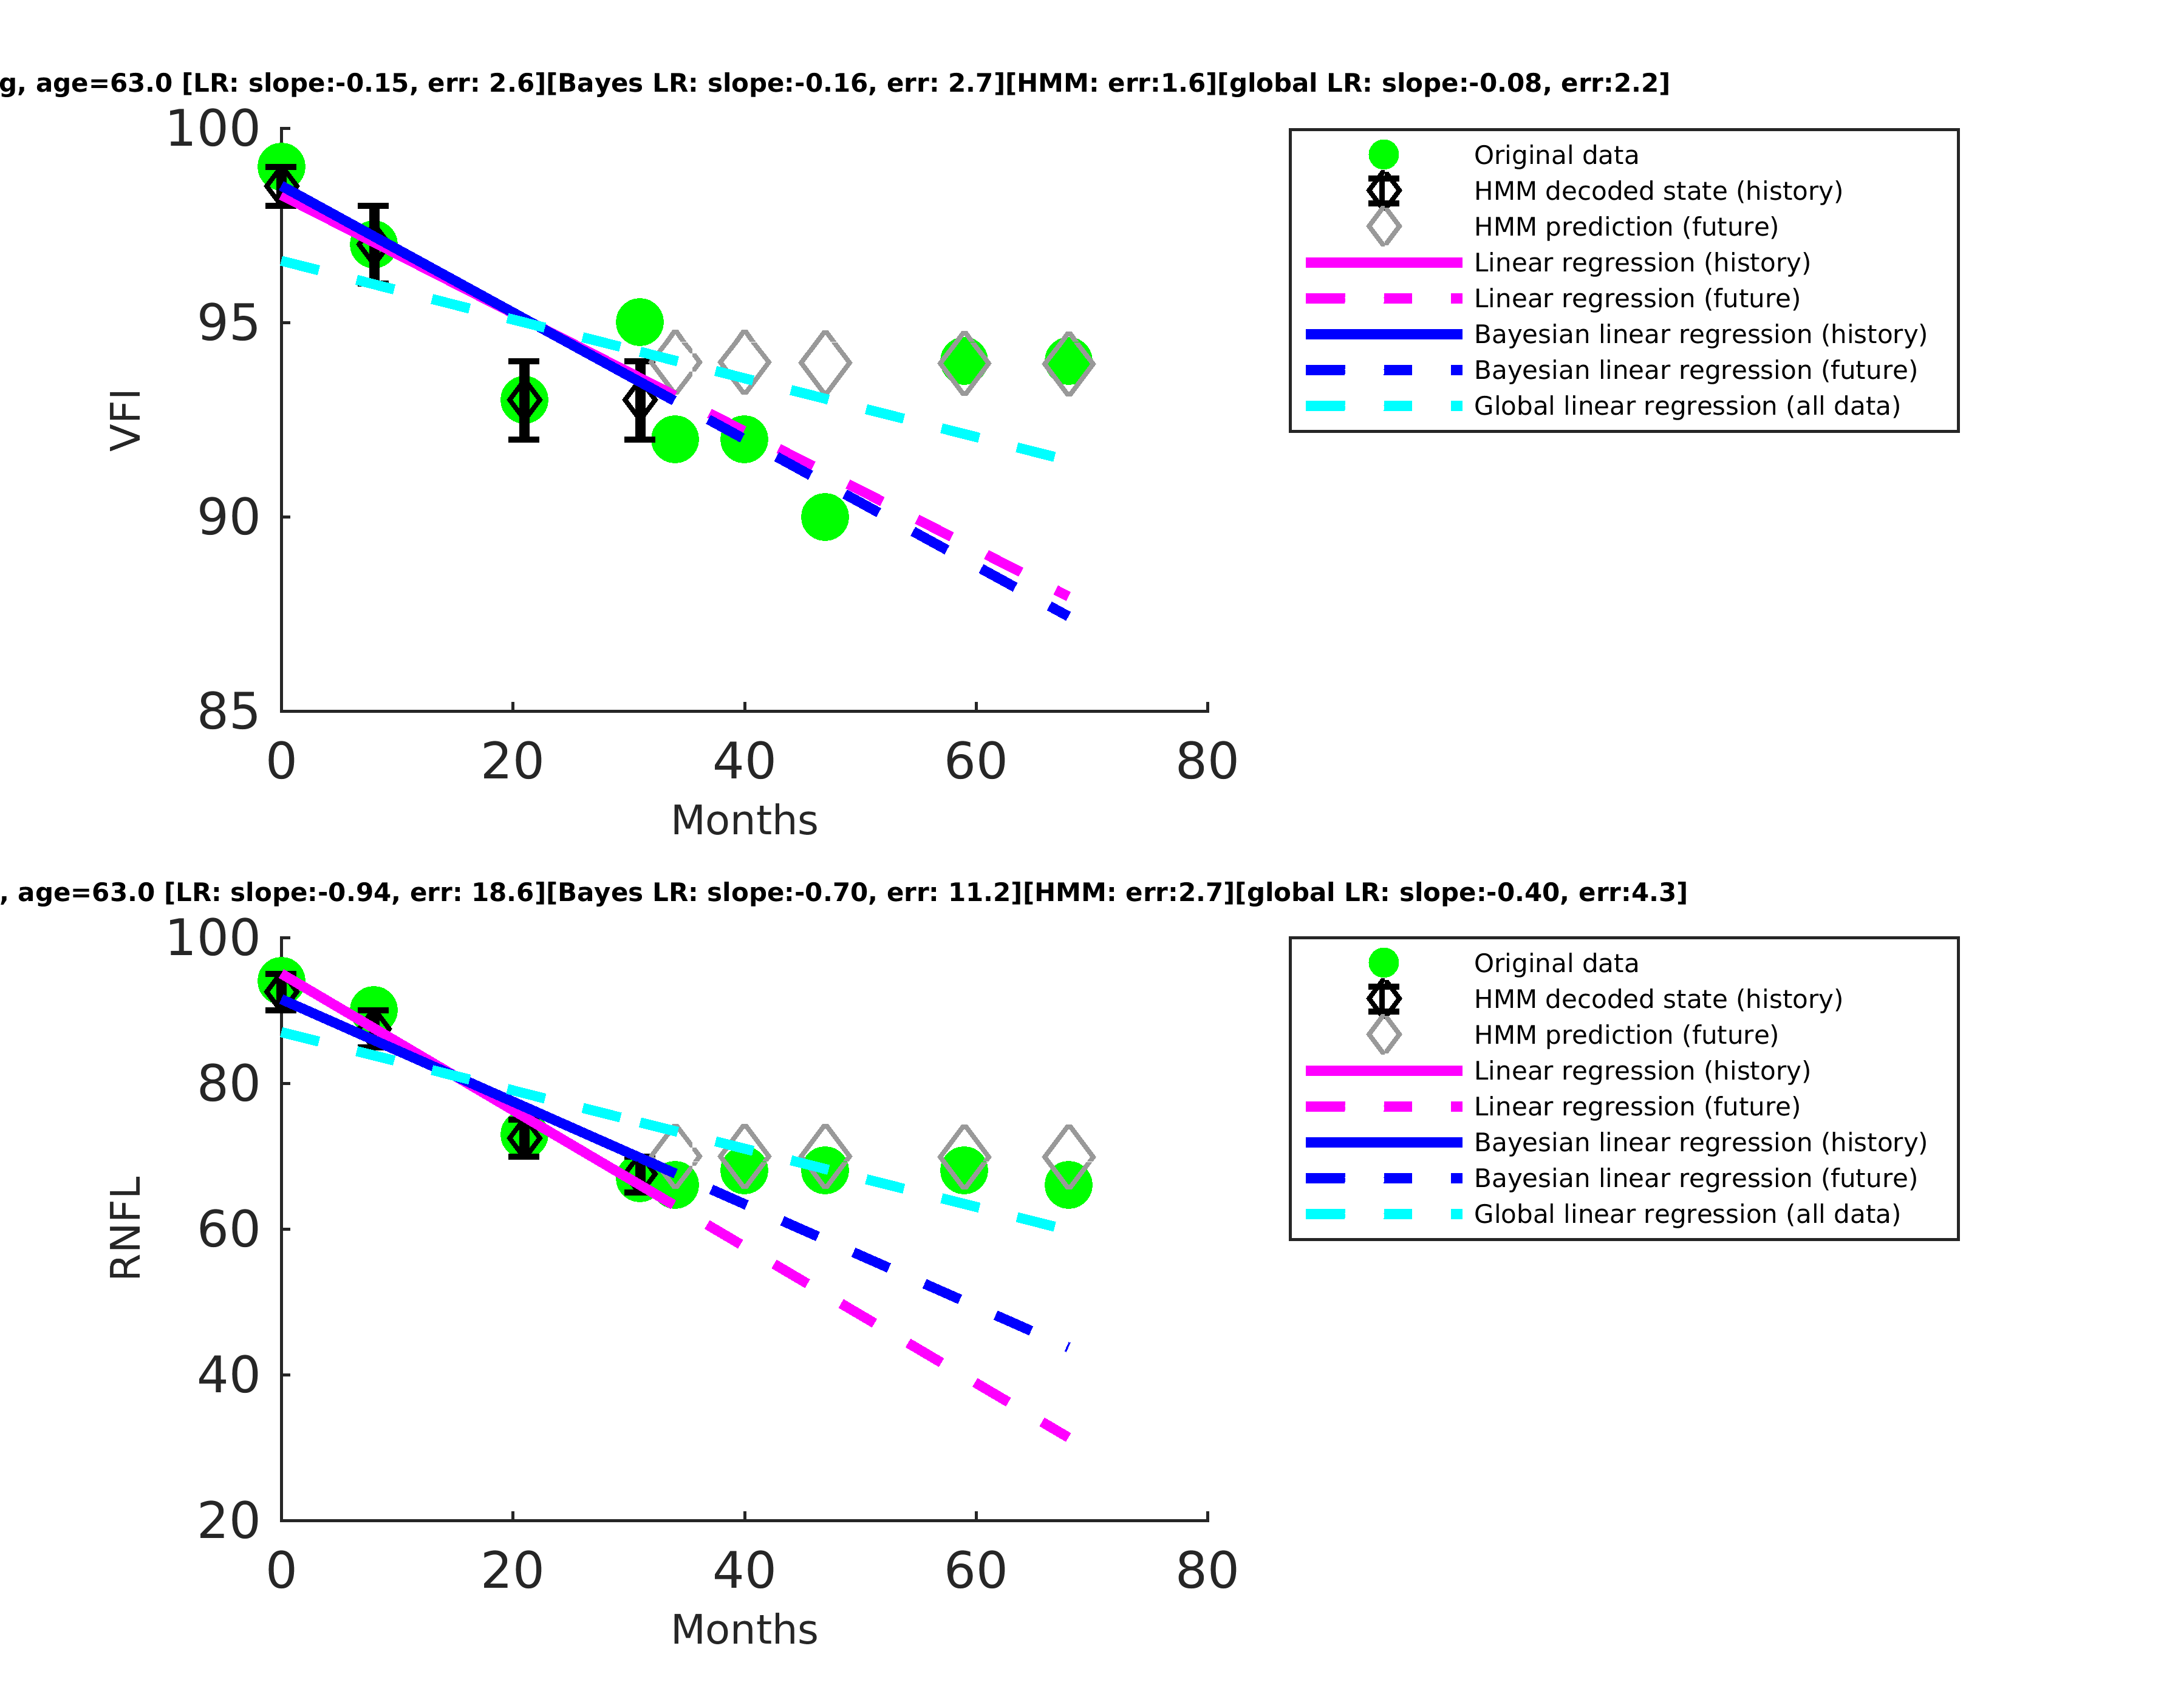 g, age=63.0 [LR: slope:-0.15, err: 2.6][Bayes LR: slope:-0.16, err: 2.7][HMM: err:1.6][global LR: slope:-0.08, err:2.2]
100
95
90
85
VFI
0 20 40 60 80
Months
Original data
HMM decoded state (history)
HMM prediction (future)
Linear regression (history)
Linear regression (future)
Bayesian linear regression (history)
Bayesian linear regression (future)
Global linear regression (all data)
, age=63.0 [LR: slope:-0.94, err: 18.6][Bayes LR: slope:-0.70, err: 11.2][HMM: err:2.7][global LR: slope:-0.40, err:4.3]
100
80
60
40
20
RNFL
0 20 40 60 80
Months
Original data
HMM decoded state (history)
HMM prediction (future)
Linear regression (history)
Linear regression (future)
Bayesian linear regression (history)
Bayesian linear regression (future)
Global linear regression (all data)